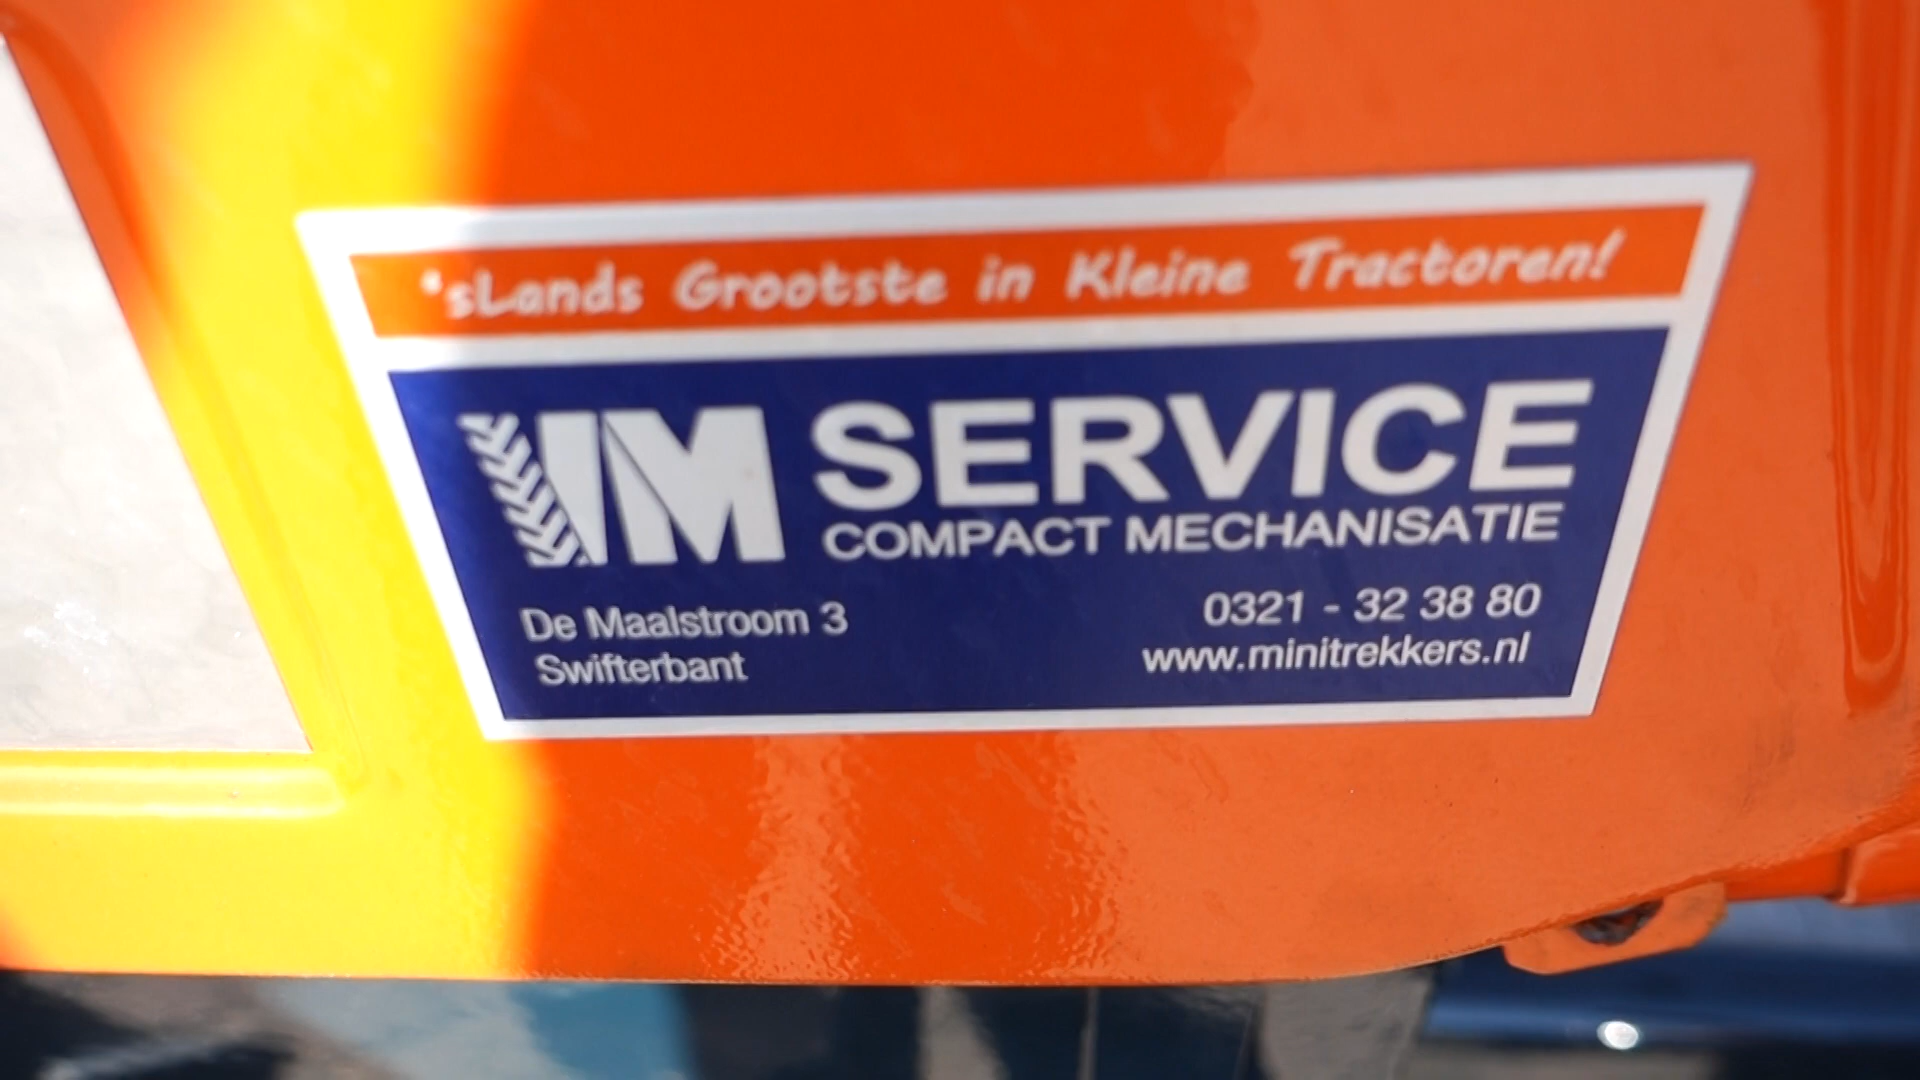 'sLands Grootste in Kleine Tractoren!
IM SERVICE
COMPACT MECHANISATIE
De Maalstroom 3
Swifterbant
0321 - 32 38 80
www.minitrekkers.nl